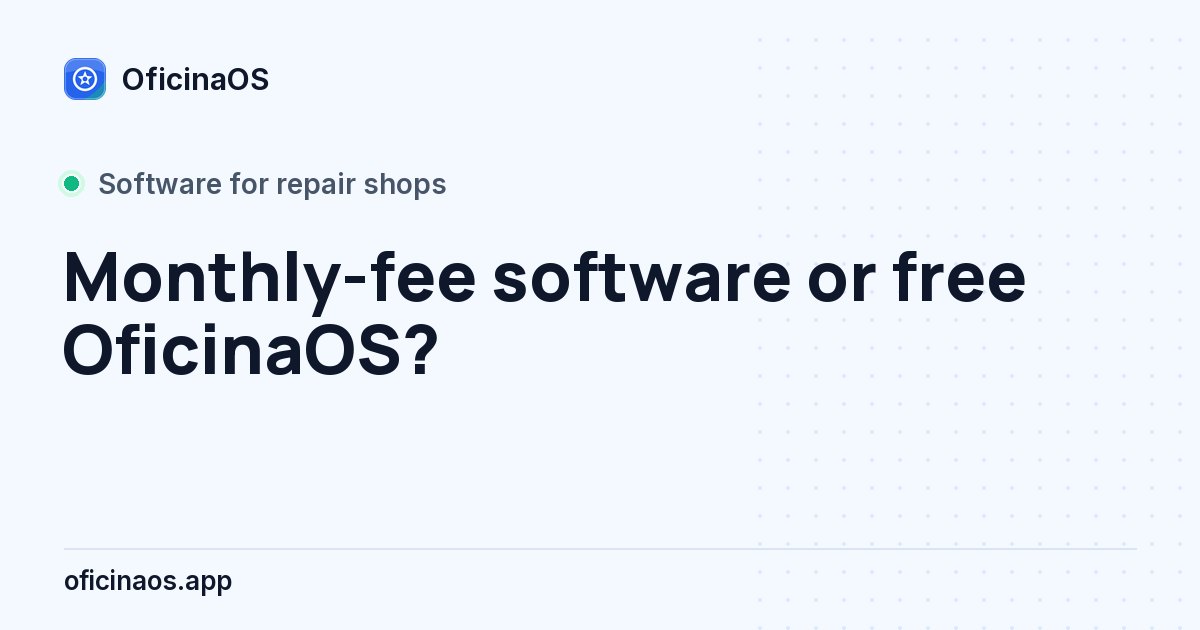 OficinaOS
Software for repair shops
Monthly-fee software or free
OficinaOS?
oficinaos.app